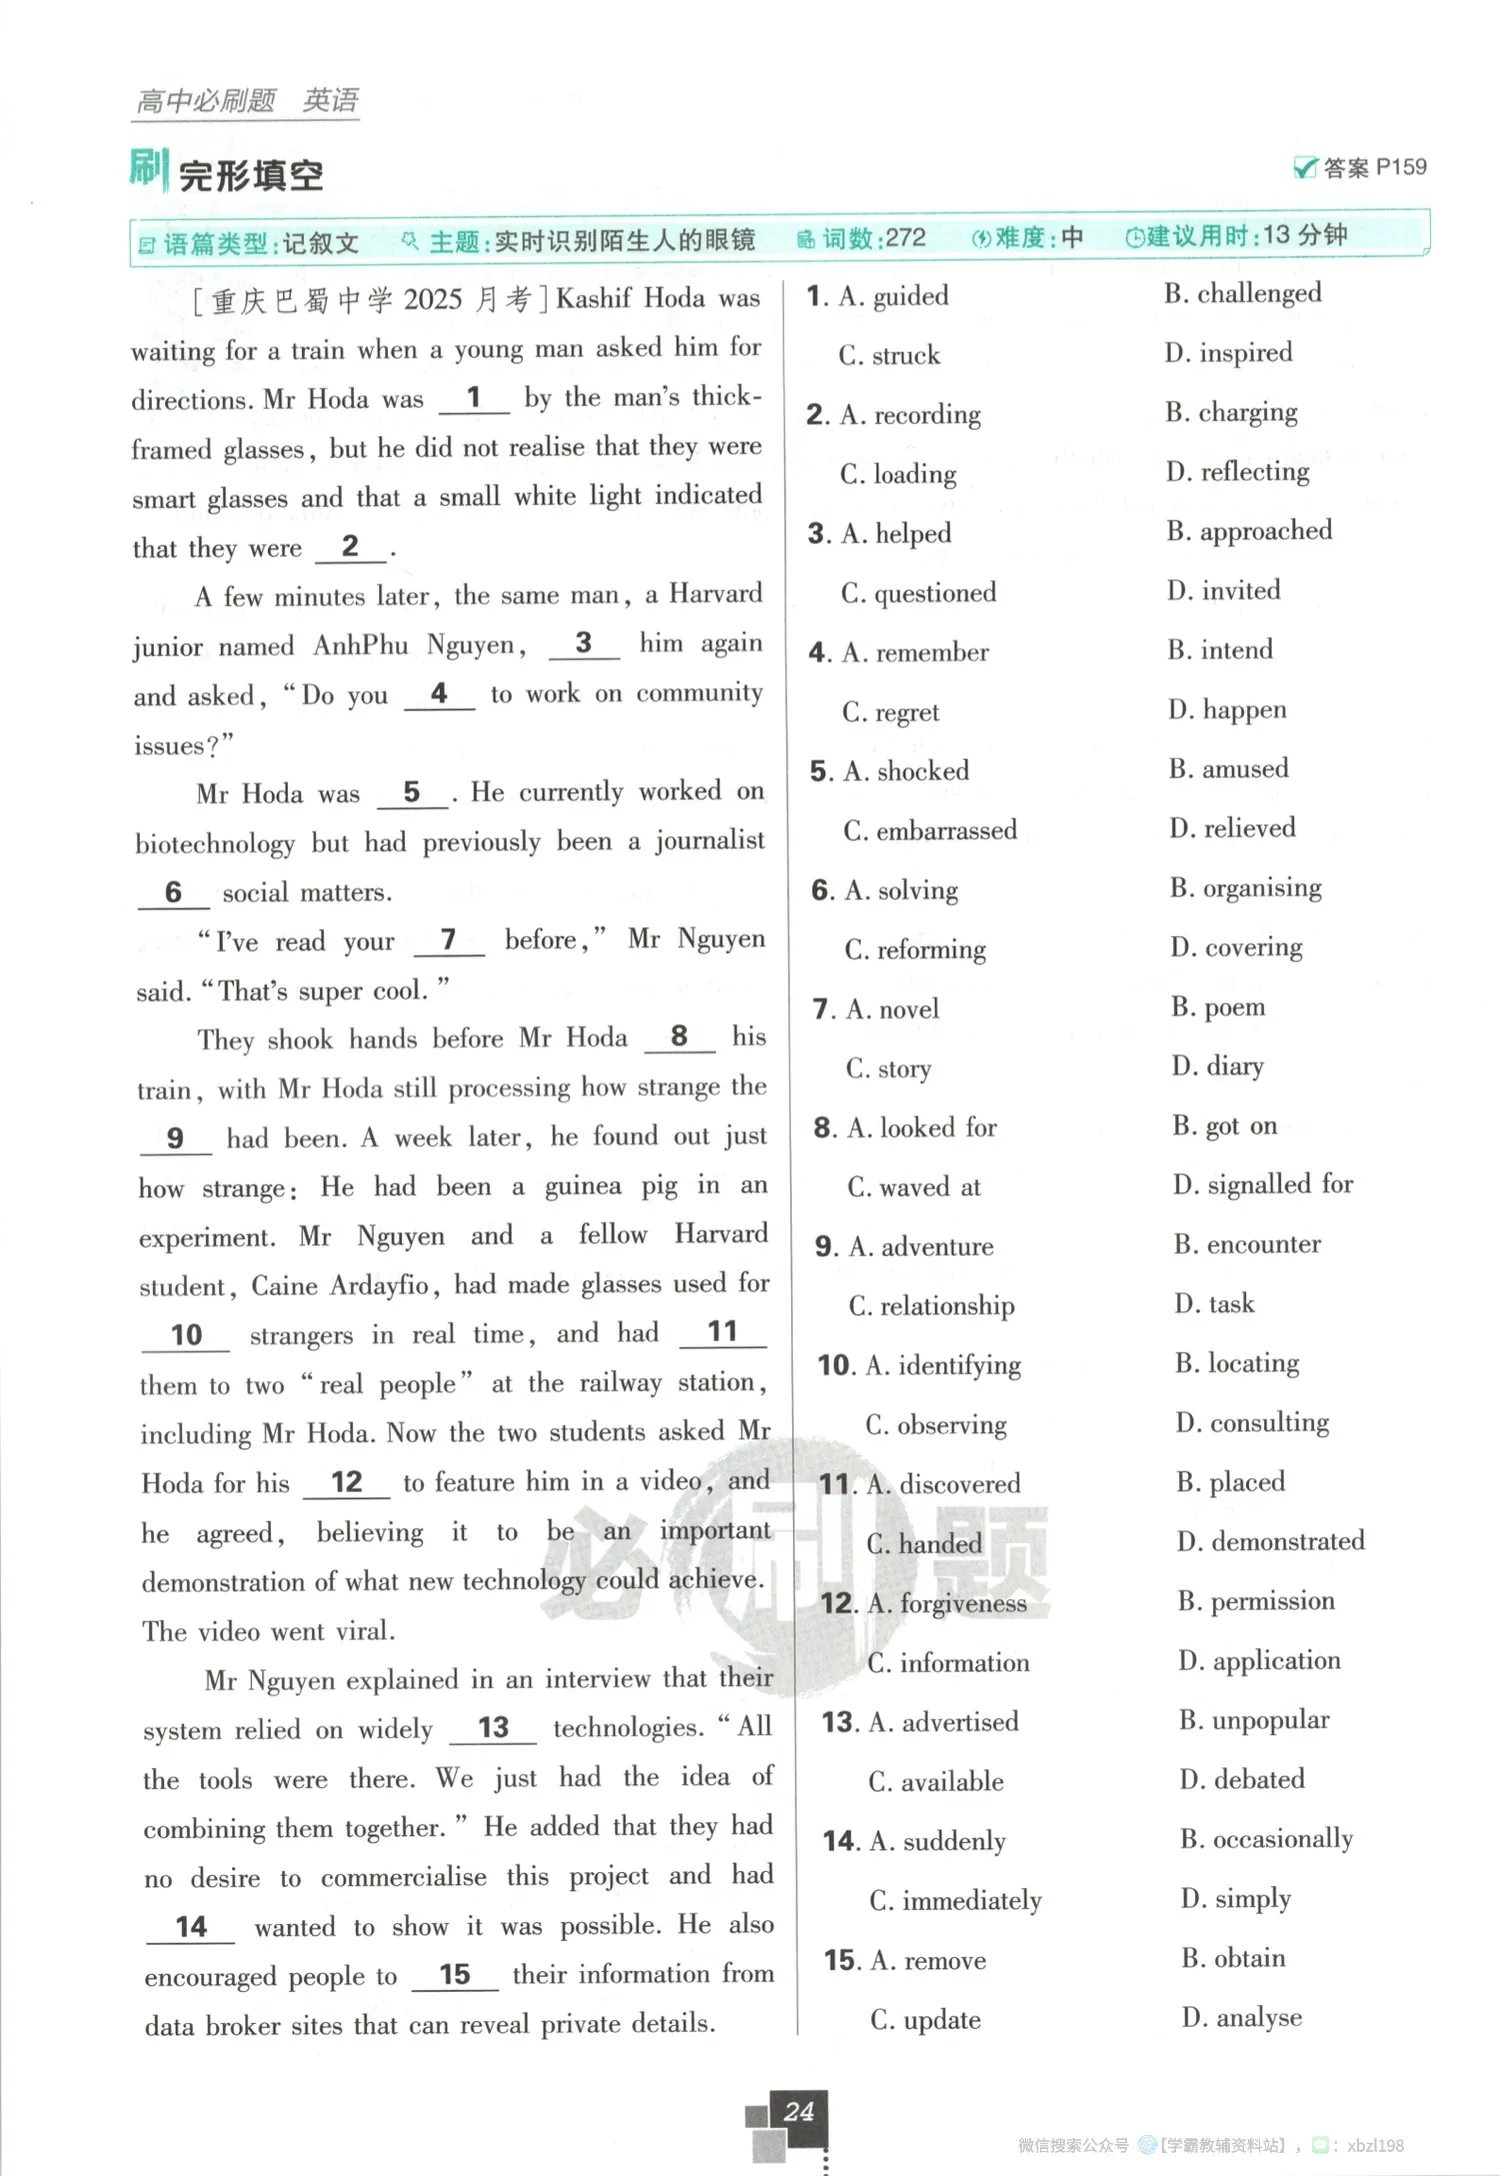 高中必刷题 英语
刷 完形填空
答案 P159
语篇类型:记叙文 主题:实时识别陌生人的眼镜 词数:272 难度:中 建议用时:13 分钟
[重庆巴蜀中学 2025 月考]Kashif Hoda was
waiting for a train when a young man asked him for
directions. Mr Hoda was 1 by the man's thick-
framed glasses, but he did not realise that they were
smart glasses and that a small white light indicated
that they were 2 .
A few minutes later, the same man, a Harvard
junior named AnhPhu Nguyen, 3 him again
and asked, “Do you 4 to work on community
issues?”
Mr Hoda was 5 . He currently worked on
biotechnology but had previously been a journalist
6 social matters.
“I've read your 7 before,” Mr Nguyen
said. “That's super cool. ”
They shook hands before Mr Hoda 8 his
train, with Mr Hoda still processing how strange the
9 had been. A week later, he found out just
how strange: He had been a guinea pig in an
experiment. Mr Nguyen and a fellow Harvard
student, Caine Ardayfio, had made glasses used for
10 strangers in real time, and had 11
them to two “real people” at the railway station,
including Mr Hoda. Now the two students asked Mr
Hoda for his 12 to feature him in a video, and
he agreed, believing it to be an important
demonstration of what new technology could achieve.
The video went viral.
Mr Nguyen explained in an interview that their
system relied on widely 13 technologies. “All
the tools were there. We just had the idea of
combining them together.” He added that they had
no desire to commercialise this project and had
14 wanted to show it was possible. He also
encouraged people to 15 their information from
data broker sites that can reveal private details.
1. A. guided B. challenged
C. struck D. inspired
2. A. recording B. charging
C. loading D. reflecting
3. A. helped B. approached
C. questioned D. invited
4. A. remember B. intend
C. regret D. happen
5. A. shocked B. amused
C. embarrassed D. relieved
6. A. solving B. organising
C. reforming D. covering
7. A. novel B. poem
C. story D. diary
8. A. looked for B. got on
C. waved at D. signalled for
9. A. adventure B. encounter
C. relationship D. task
10. A. identifying B. locating
C. observing D. consulting
11. A. discovered B. placed
C. handed D. demonstrated
12. A. forgiveness B. permission
C. information D. application
13. A. advertised B. unpopular
C. available D. debated
14. A. suddenly B. occasionally
C. immediately D. simply
15. A. remove B. obtain
C. update D. analyse
必刷题
24
微信搜索公众号【学霸教辅资料站】，：xbzl198